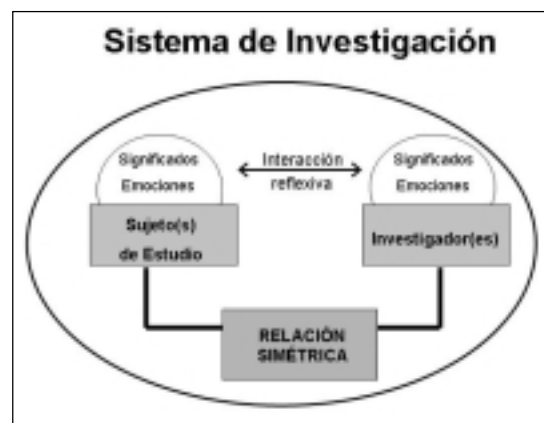 Sistema de Investigación
Significados
Emociones
Interacción
reflexiva
Significados
Emociones
Sujeto(s)
de Estudio
Investigador(es)
RELACIÓN
SIMÉTRICA